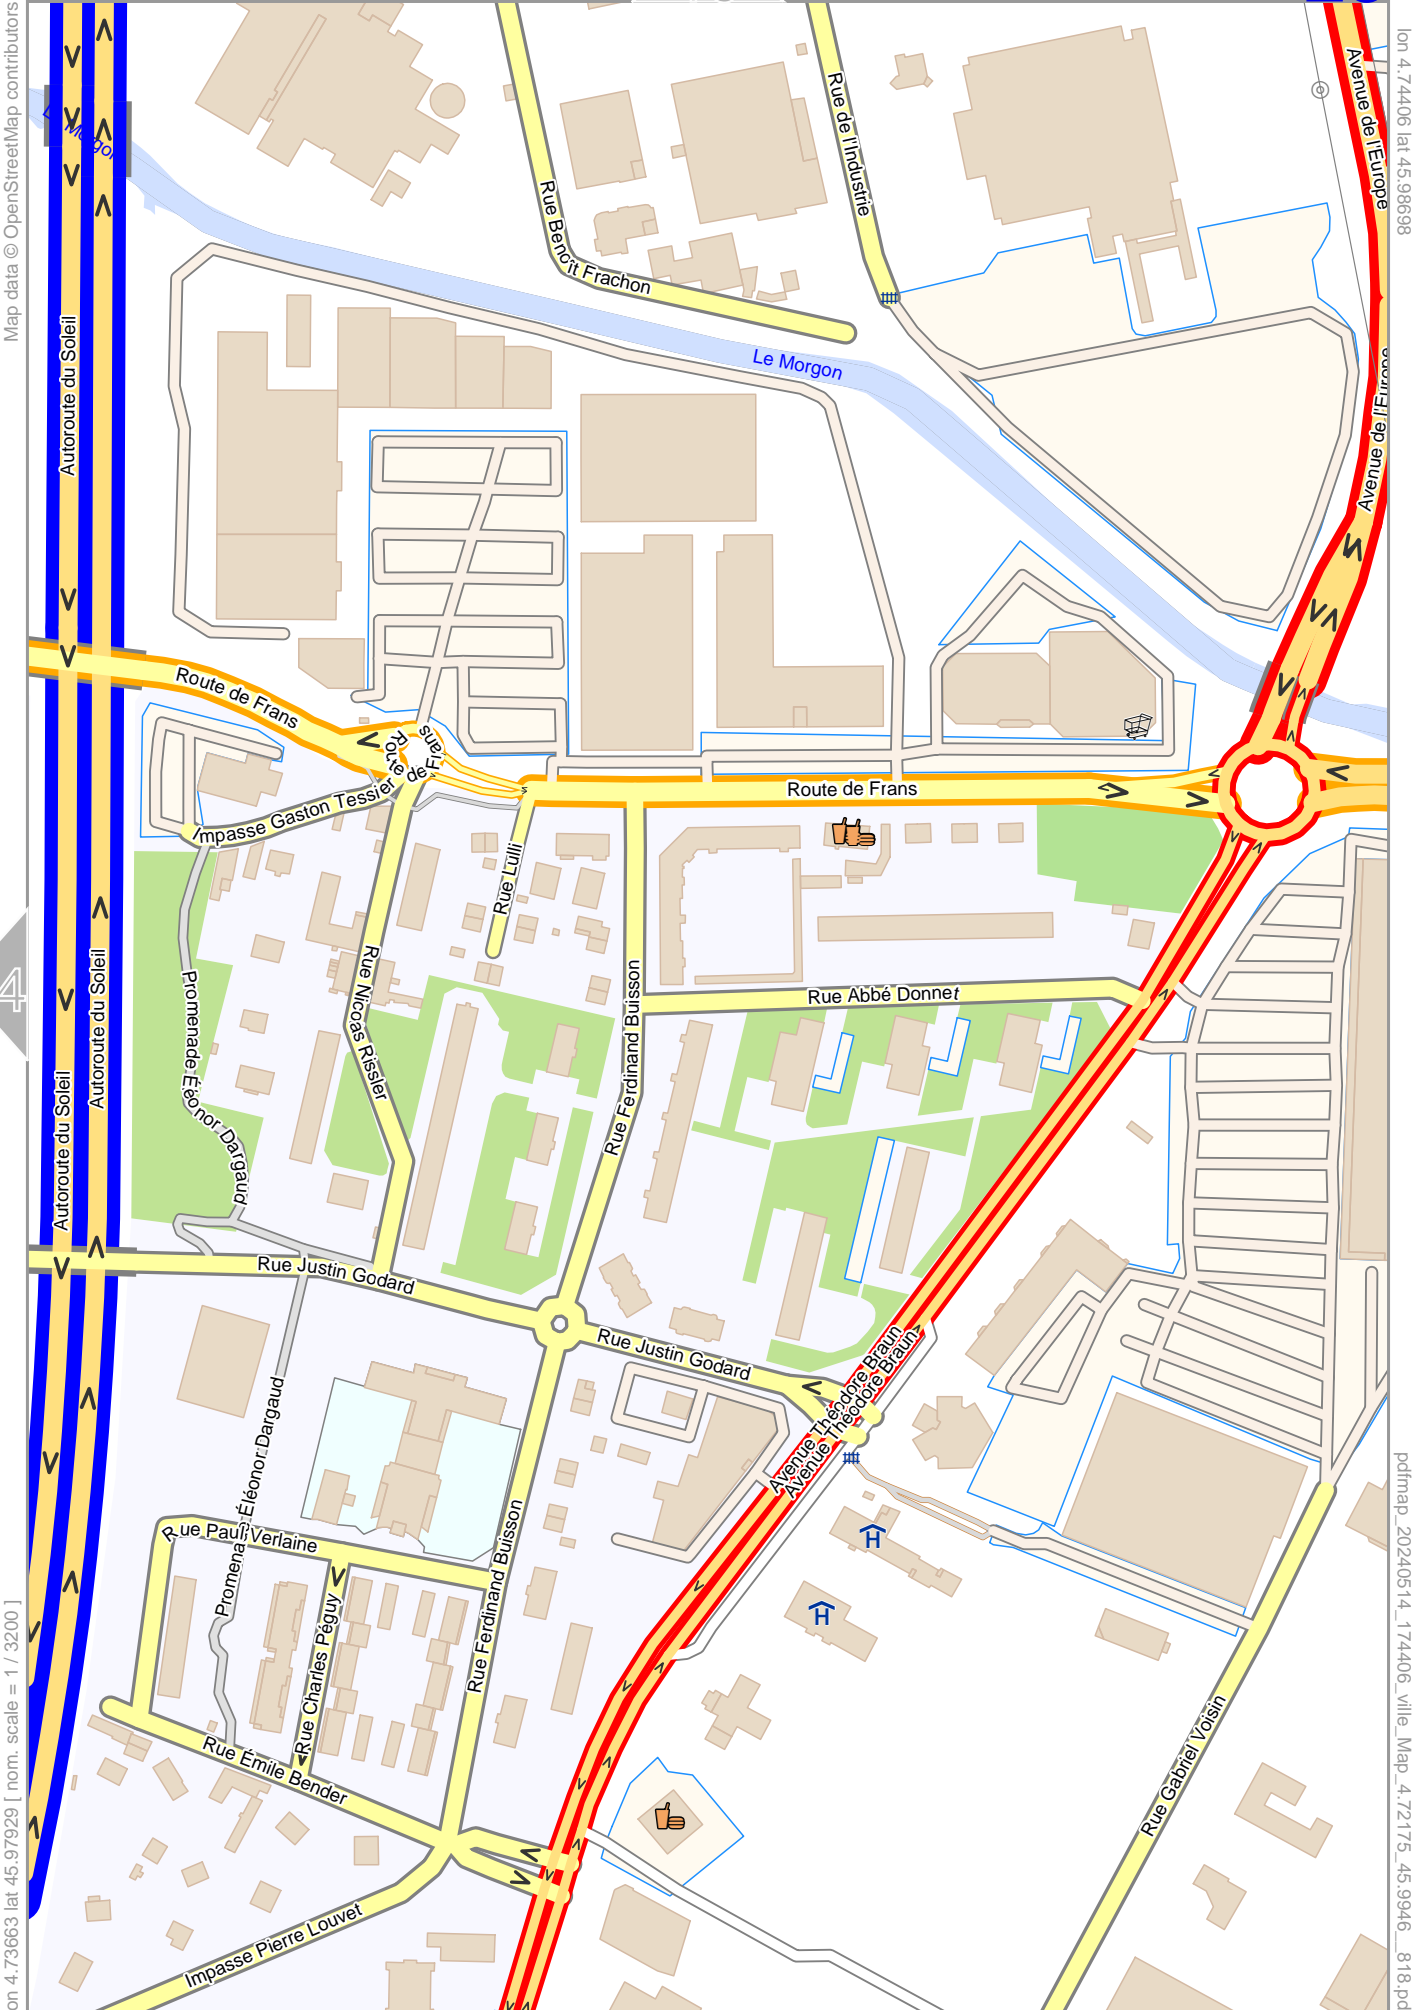 Map data © OpenStreetMap contributors
lon 4.74406 lat 45.98698
Avenue de l'Europe
Rue de l'Industrie
Le Morgon
Rue Benoît Frachon
Autoroute du Soleil
Le Morgon
Avenue de l'Europe
Route de Frans
Route de Frans
Route de Frans
Impasse Gaston Tessier
Rue Lulli
4
Autoroute du Soleil
Autoroute du Soleil
Promenade Éléonor Dargaud
Rue Nicolas Rissler
Rue Ferdinand Buisson
Rue Abbé Donnet
Rue Justin Godard
Rue Justin Godard
Avenue Théodore Braun
Avenue Théodore Braun
Promenade Éléonor Dargaud
Rue Paul Verlaine
H
H
Rue Charles Péguy
Rue Ferdinand Buisson
Rue Émile Bender
Rue Gabriel Voisin
Impasse Pierre Louvet
on 4.73663 lat 45.97929 [ nom. scale = 1 / 3200 ]
pdfmap_20240514_174406_ville_Map_4.72175_45.9946__818.pd